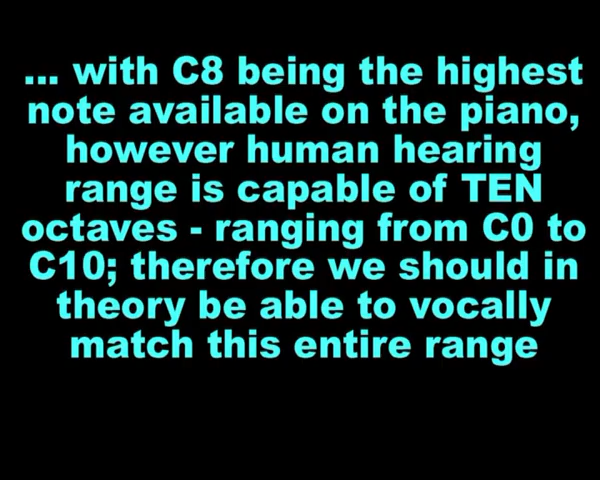 ... with C8 being the highest
note available on the piano,
however human hearing
range is capable of TEN
octaves - ranging from C0 to
C10; therefore we should in
theory be able to vocally
match this entire range